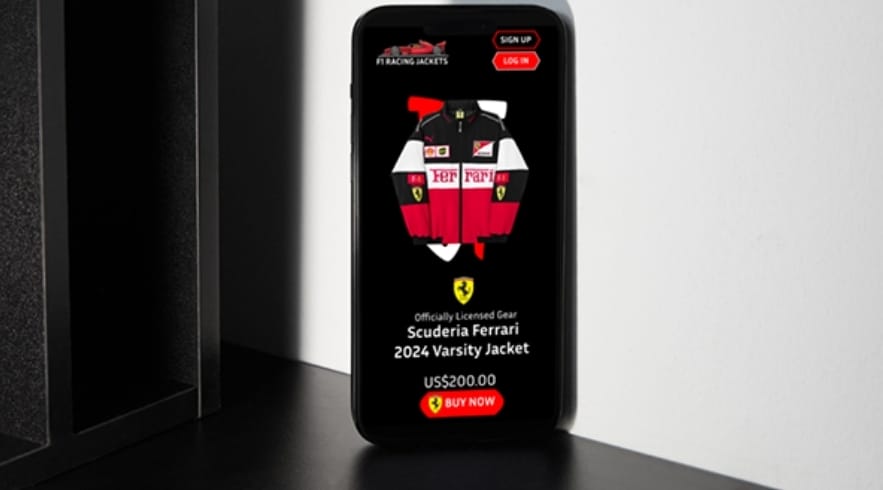 F1 RACING JACKETS
SIGN UP
LOG IN
Ferrari
Officially Licensed Gear
Scuderia Ferrari
2024 Varsity Jacket
US$200.00
BUY NOW